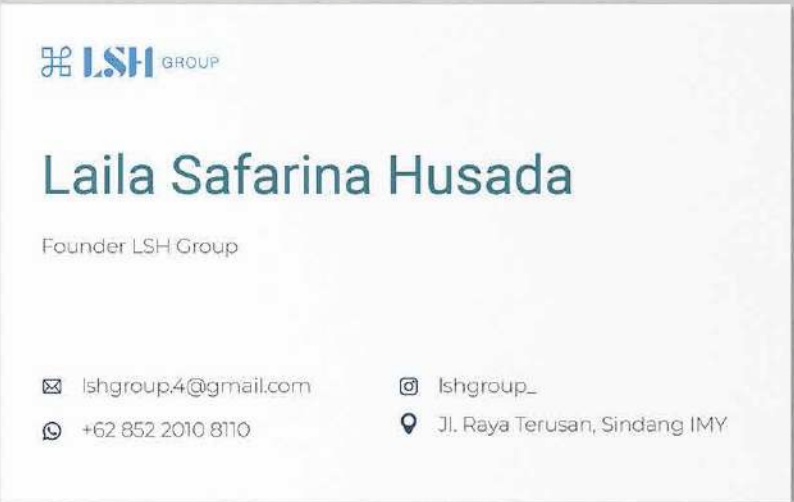 LSH GROUP
Laila Safarina Husada
Founder LSH Group
lshgroup.4@gmail.com
+62 852 2010 8110
lshgroup_
Jl. Raya Terusan, Sindang IMY